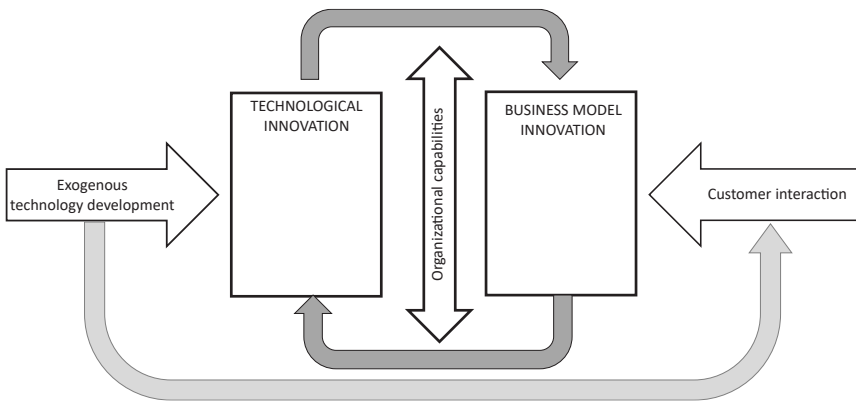 TECHNOLOGICAL
INNOVATION
BUSINESS MODEL
INNOVATION
Organizational capabilities
Exogenous
technology development
Customer interaction